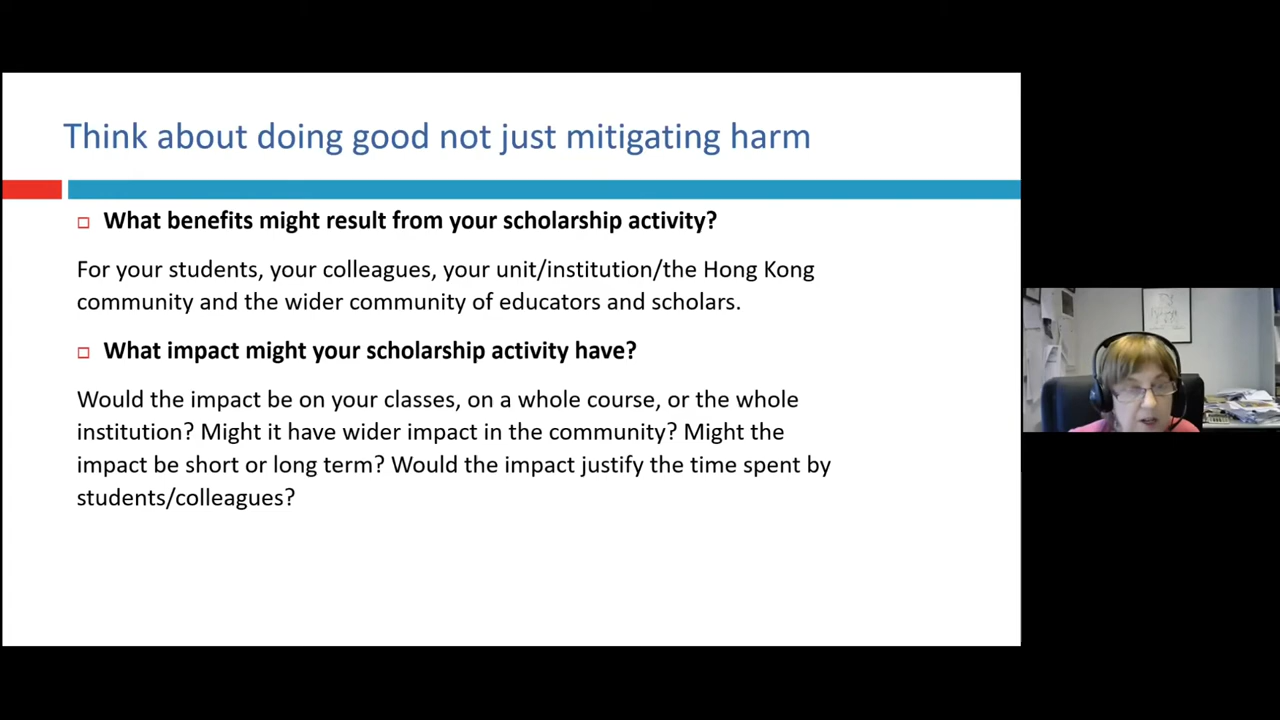 Think about doing good not just mitigating harm
What benefits might result from your scholarship activity?
For your students, your colleagues, your unit/institution/the Hong Kong
community and the wider community of educators and scholars.
What impact might your scholarship activity have?
Would the impact be on your classes, on a whole course, or the whole
institution? Might it have wider impact in the community? Might the
impact be short or long term? Would the impact justify the time spent by
students/colleagues?